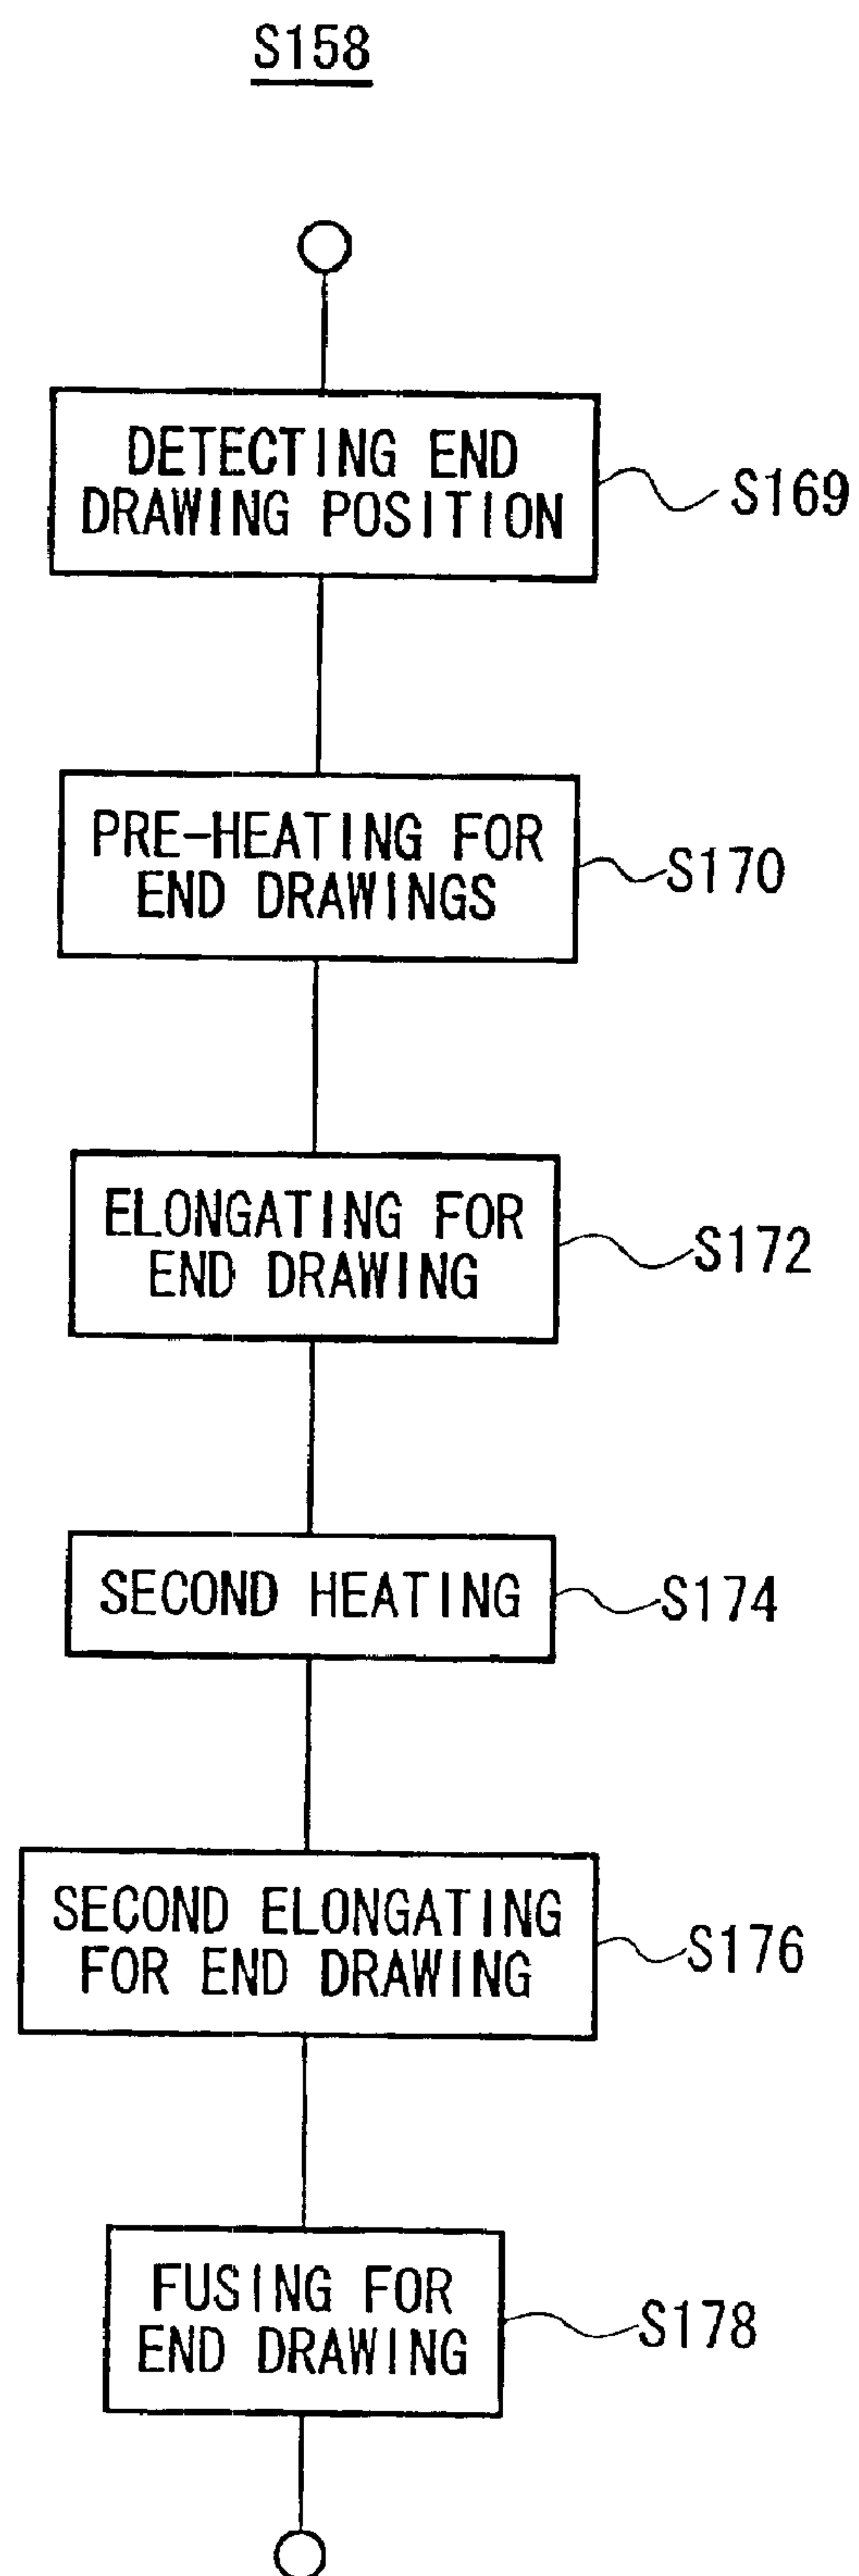 S158
DETECTING END
DRAWING POSITION
S169
PRE-HEATING FOR
END DRAWINGS
S170
ELONGATING FOR
END DRAWING
S172
SECOND HEATING
S174
SECOND ELONGATING
FOR END DRAWING
S176
FUSING FOR
END DRAWING
S178